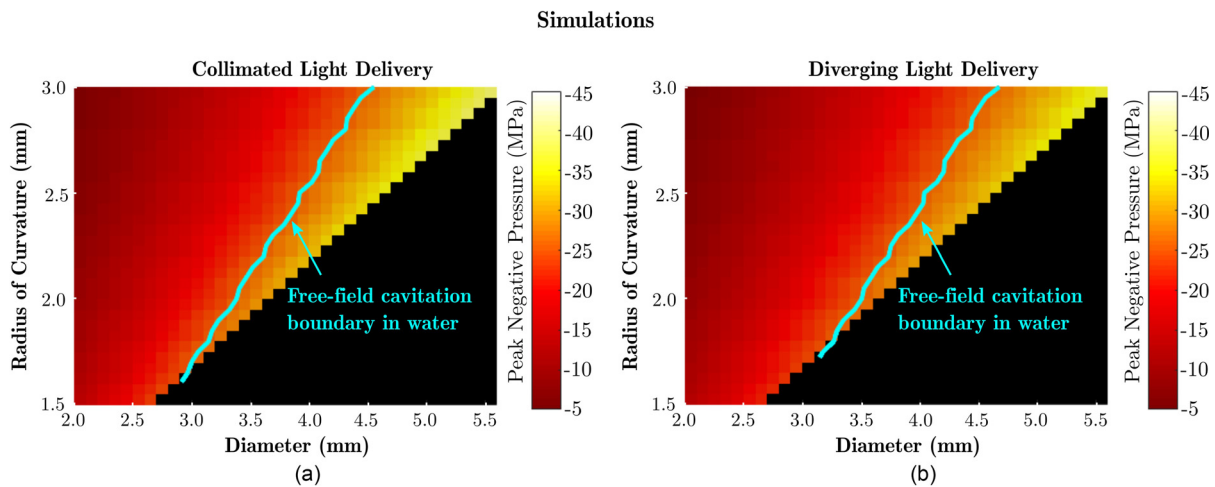 Simulations
Collimated Light Delivery
3.0
2.5
2.0
1.5
Radius of Curvature (mm)
2.0 2.5 3.0 3.5 4.0 4.5 5.0 5.5
Diameter (mm)
Free-field cavitation
boundary in water
-45
-40
-35
-30
-25
-20
-15
-10
-5
Peak Negative Pressure (MPa)
(a)
Diverging Light Delivery
3.0
2.5
2.0
1.5
Radius of Curvature (mm)
2.0 2.5 3.0 3.5 4.0 4.5 5.0 5.5
Diameter (mm)
Free-field cavitation
boundary in water
-45
-40
-35
-30
-25
-20
-15
-10
-5
Peak Negative Pressure (MPa)
(b)